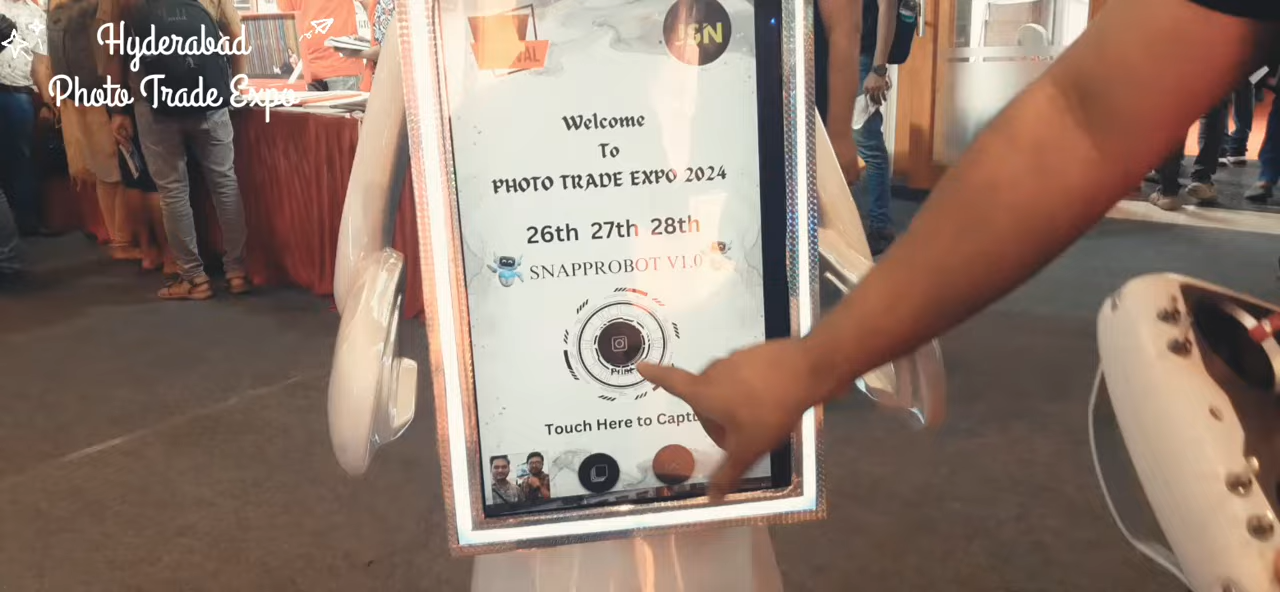 Hyderabad
Photo Trade Expo
J&N
Welcome
To
PHOTO TRADE EXPO 2024
26th 27th 28th
SNAPPROBOT V1.0
Print
Touch Here to